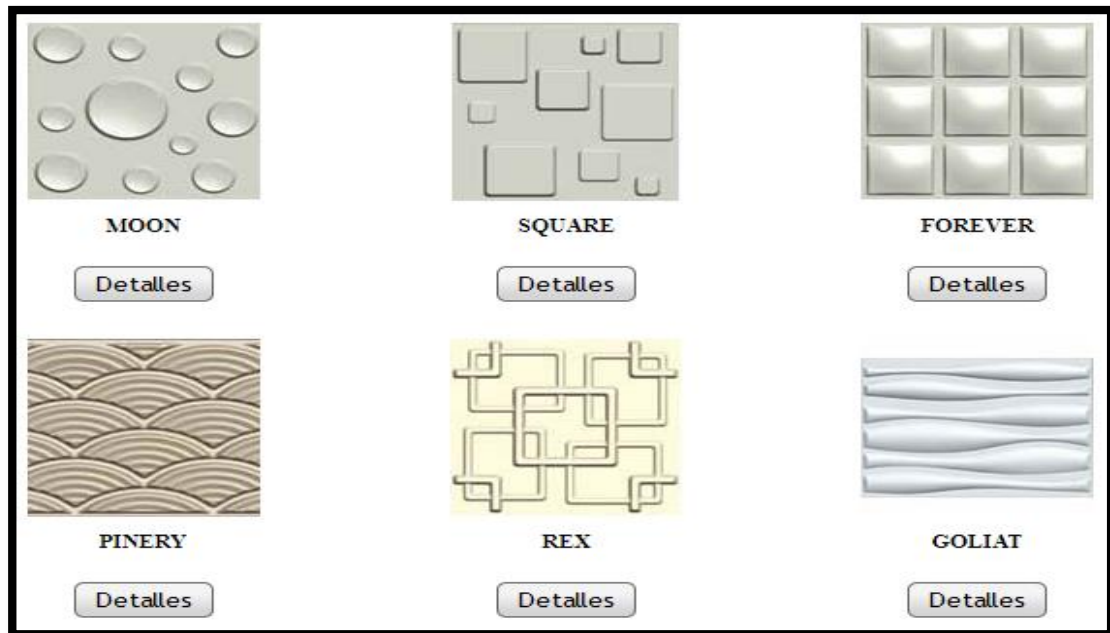 MOON
SQUARE
FOREVER
Detalles
Detalles
Detalles
PINERY
REX
GOLIAT
Detalles
Detalles
Detalles